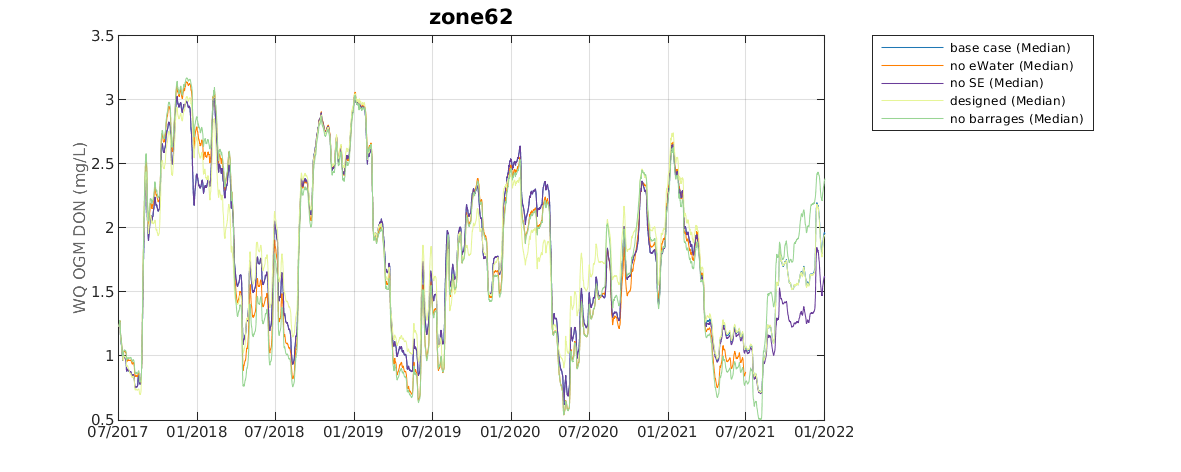 zone62
3.5
3
2.5
2
1.5
1
0.5
WQ OGM DON (mg/L)
07/2017 01/2018 07/2018 01/2019 07/2019 01/2020 07/2020 01/2021 07/2021 01/2022
base case (Median)
no eWater (Median)
no SE (Median)
designed (Median)
no barrages (Median)